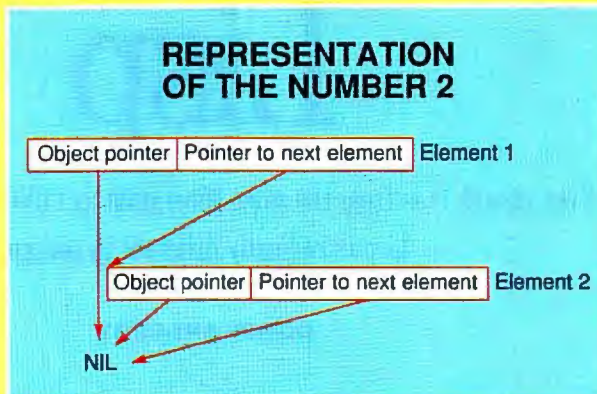 REPRESENTATION
OF THE NUMBER 2
Object pointer Pointer to next element Element 1
Object pointer Pointer to next element Element 2
NIL